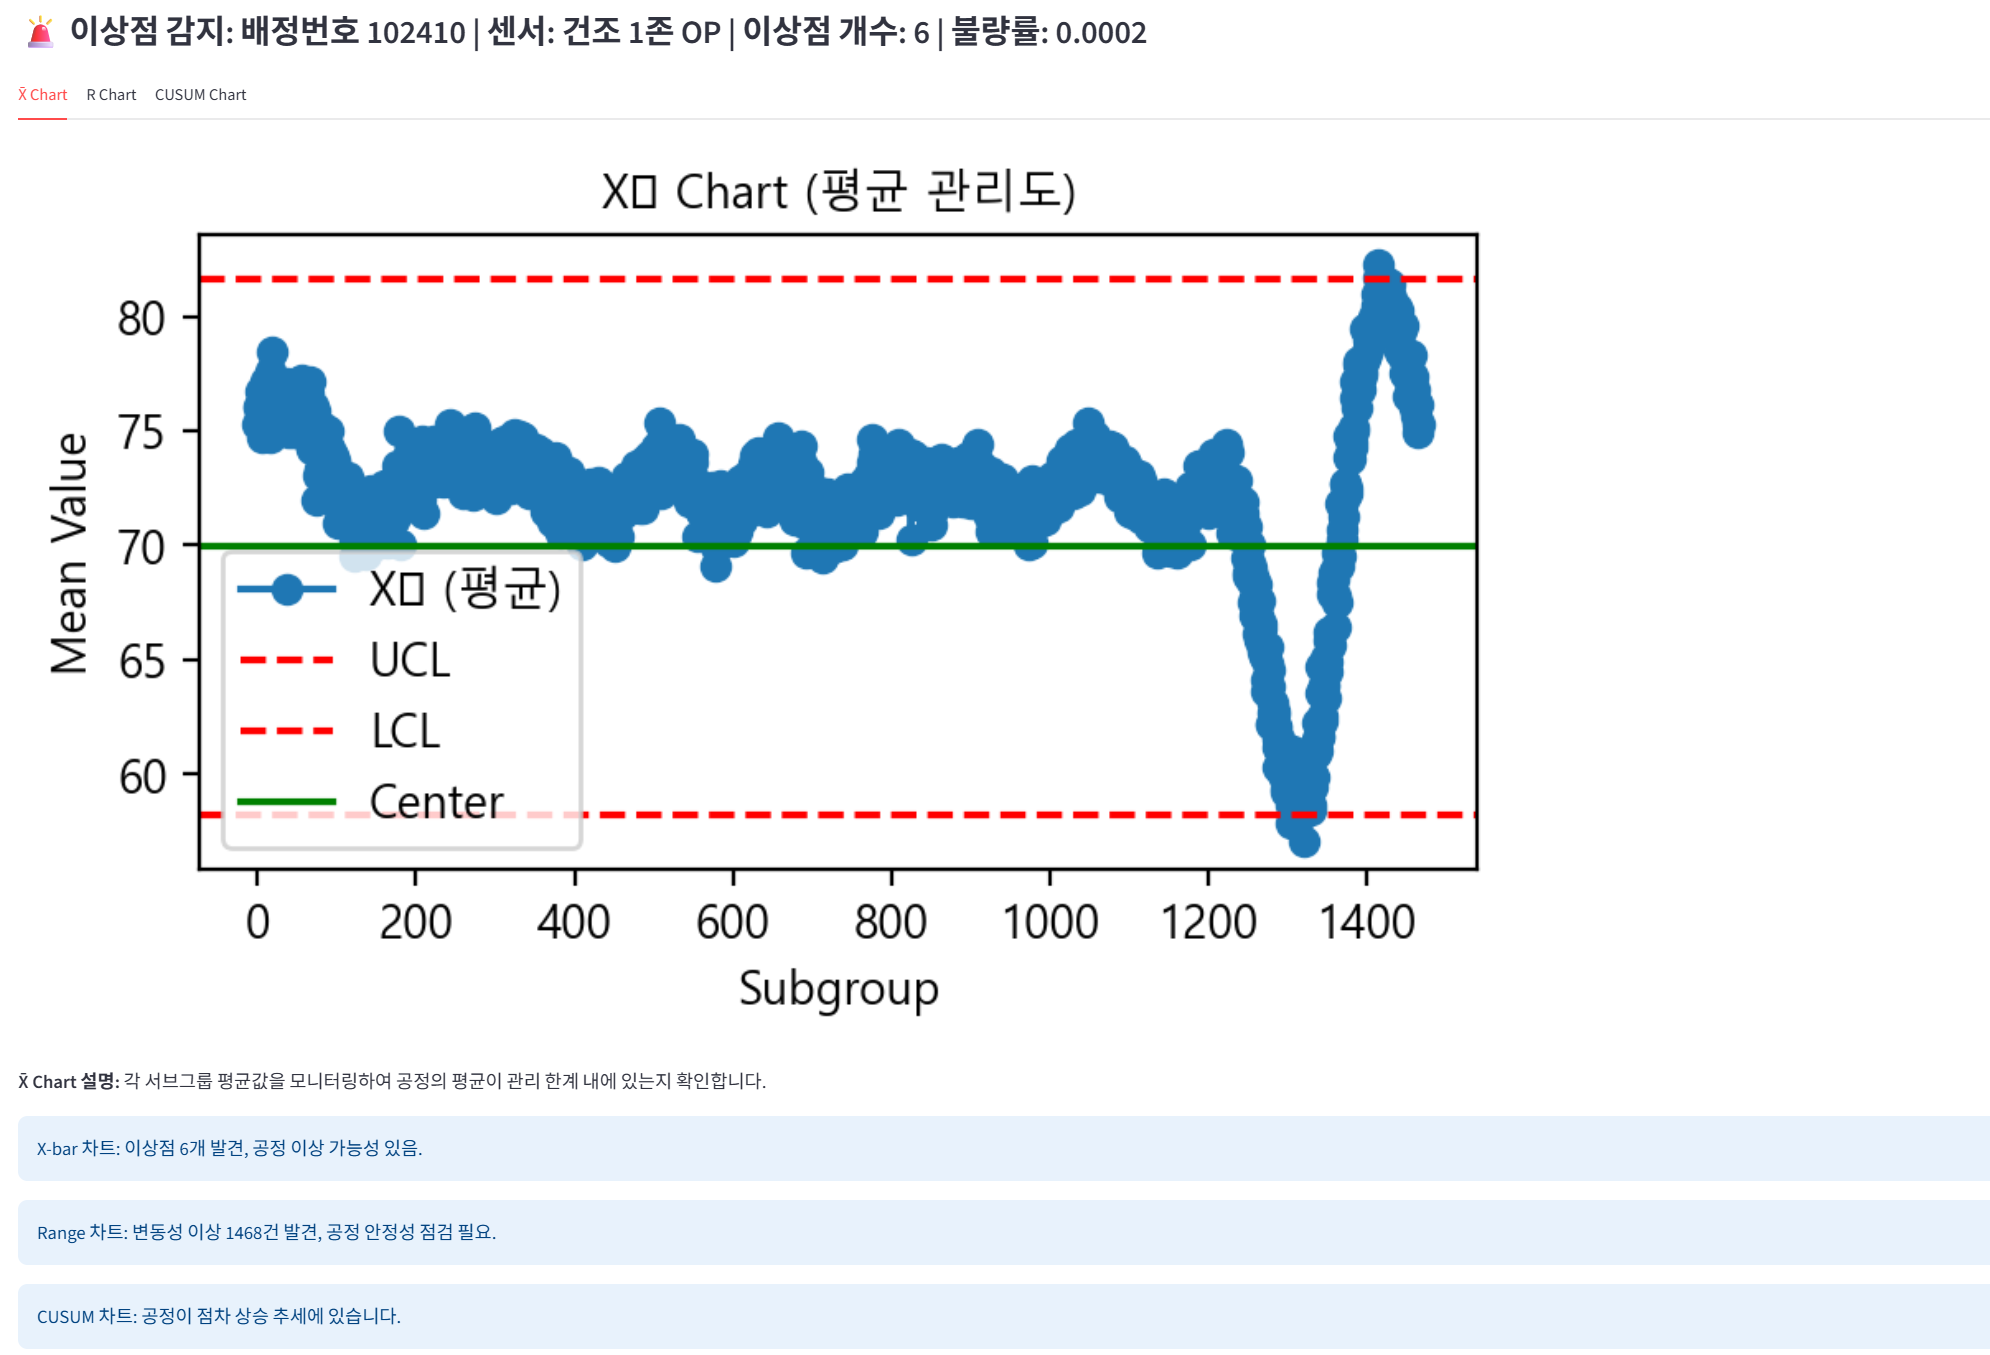 🚨 이상점 감지: 배정번호 102410 | 센서: 건조 1존 OP | 이상점 개수: 6 | 불량률: 0.0002
X̄ Chart R Chart CUSUM Chart
X▯ Chart (평균 관리도)
Mean Value
80
75
70
65
60
X▯ (평균)
UCL
LCL
Center
0 200 400 600 800 1000 1200 1400
Subgroup
X̄ Chart 설명: 각 서브그룹 평균값을 모니터링하여 공정의 평균이 관리 한계 내에 있는지 확인합니다.
X-bar 차트: 이상점 6개 발견, 공정 이상 가능성 있음.
Range 차트: 변동성 이상 1468건 발견, 공정 안정성 점검 필요.
CUSUM 차트: 공정이 점차 상승 추세에 있습니다.